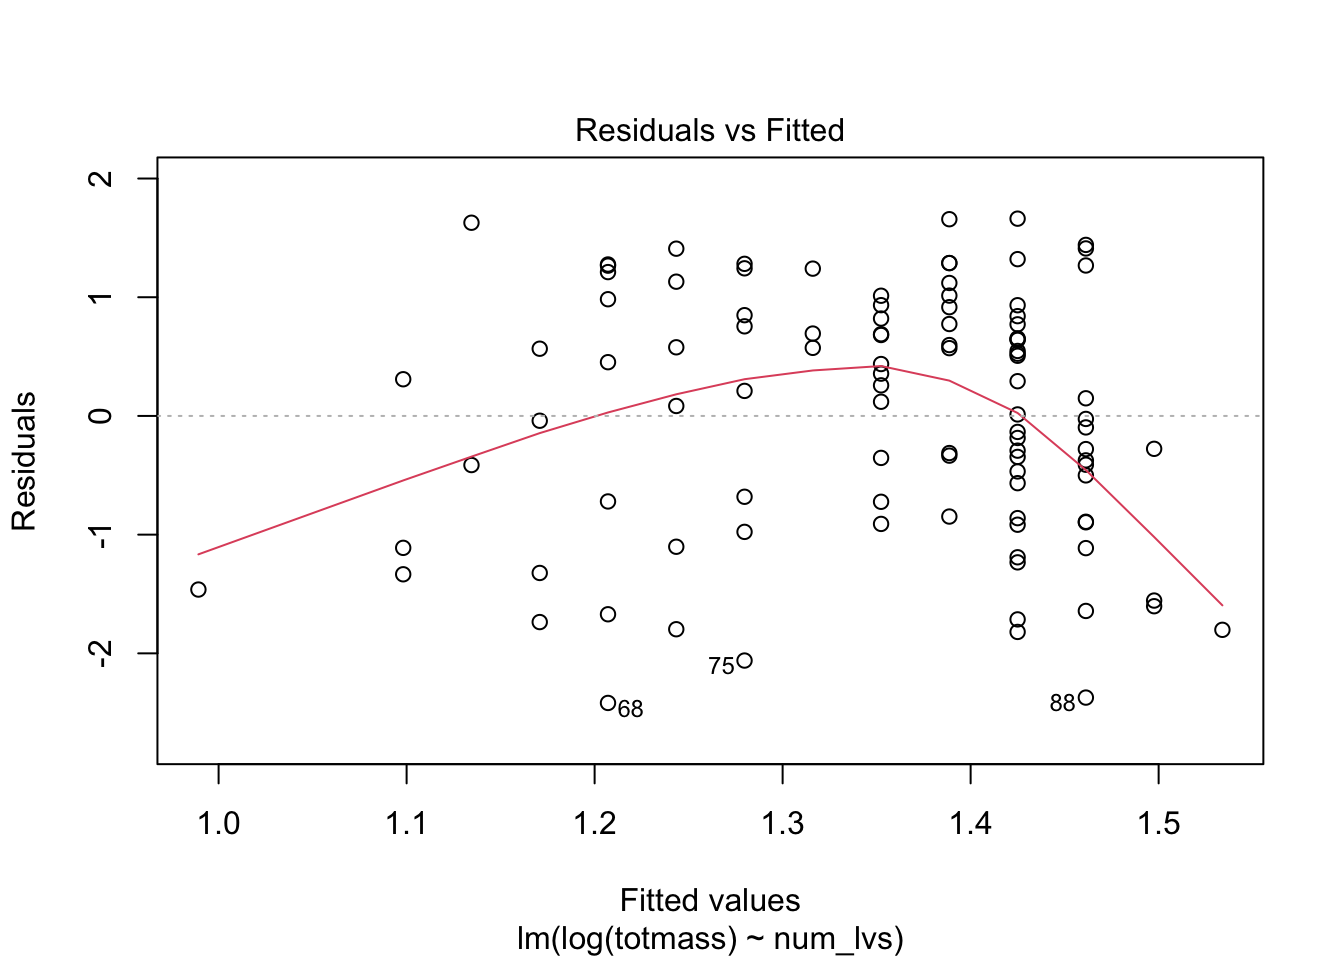 Residuals vs Fitted
Residuals
2
1
0
-1
-2
75
68
88
1.0 1.1 1.2 1.3 1.4 1.5
Fitted values
lm(log(totmass) ~ num_lvs)